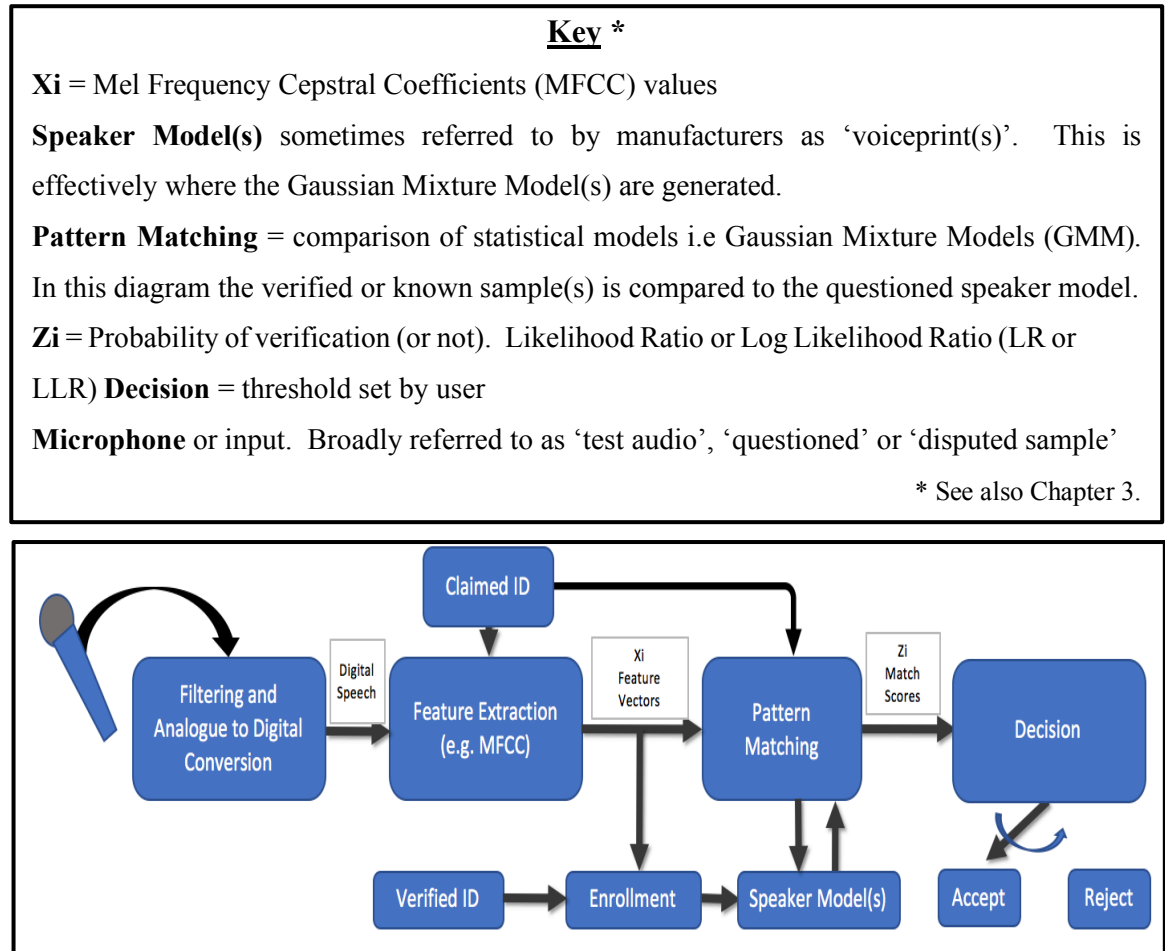 Key *
Xi = Mel Frequency Cepstral Coefficients (MFCC) values
Speaker Model(s) sometimes referred to by manufacturers as ‘voiceprint(s)’. This is
effectively where the Gaussian Mixture Model(s) are generated.
Pattern Matching = comparison of statistical models i.e Gaussian Mixture Models (GMM).
In this diagram the verified or known sample(s) is compared to the questioned speaker model.
Zi = Probability of verification (or not). Likelihood Ratio or Log Likelihood Ratio (LR or
LLR) Decision = threshold set by user
Microphone or input. Broadly referred to as ‘test audio’, ‘questioned’ or ‘disputed sample’
* See also Chapter 3.
Claimed ID
Filtering and
Analogue to Digital
Conversion
Digital
Speech
Feature Extraction
(e.g. MFCC)
Xi
Feature
Vectors
Pattern
Matching
Zi
Match
Scores
Decision
Verified ID
Enrollment
Speaker Model(s)
Accept
Reject